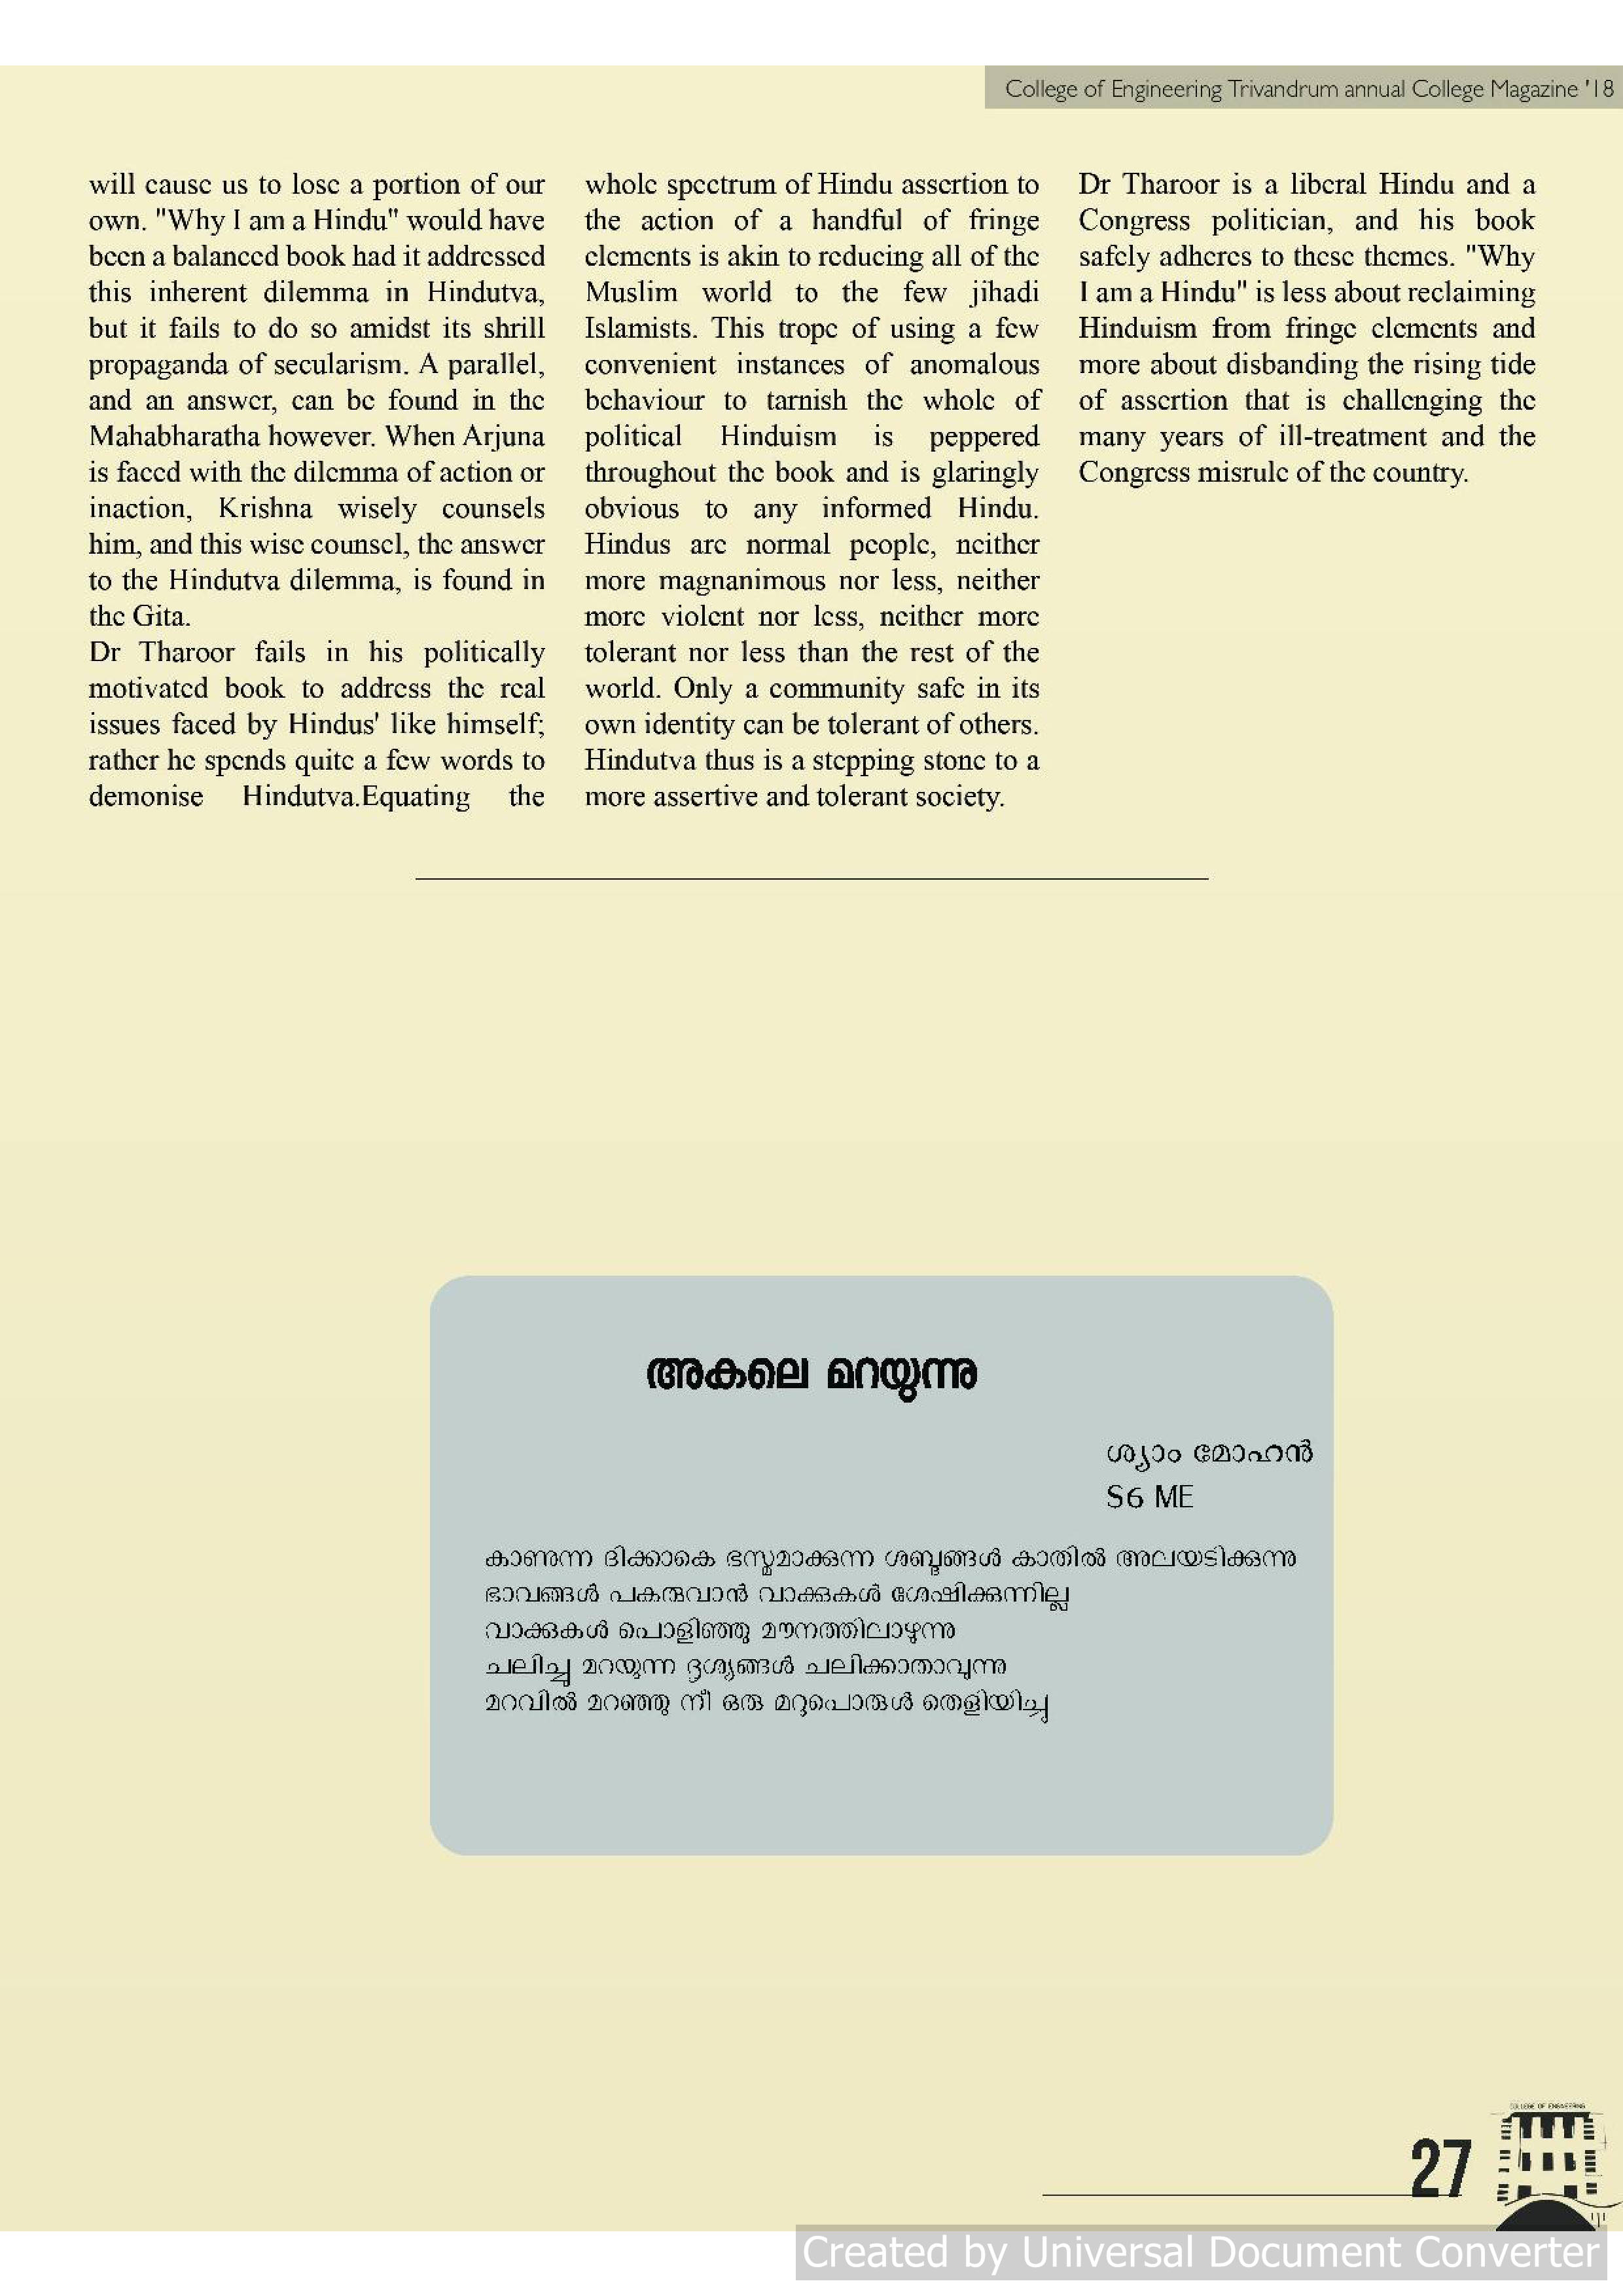 College of Engineering Trivandrum annual College Magazine '18
will cause us to lose a portion of our
own. "Why I am a Hindu" would have
been a balanced book had it addressed
this inherent dilemma in Hindutva,
but it fails to do so amidst its shrill
propaganda of secularism. A parallel,
and an answer, can be found in the
Mahabharatha however. When Arjuna
is faced with the dilemma of action or
inaction, Krishna wisely counsels
him, and this wise counsel, the answer
to the Hindutva dilemma, is found in
the Gita.
Dr Tharoor fails in his politically
motivated book to address the real
issues faced by Hindus' like himself;
rather he spends quite a few words to
demonise Hindutva.Equating the
whole spectrum of Hindu assertion to
the action of a handful of fringe
elements is akin to reducing all of the
Muslim world to the few jihadi
Islamists. This trope of using a few
convenient instances of anomalous
behaviour to tarnish the whole of
political Hinduism is peppered
throughout the book and is glaringly
obvious to any informed Hindu.
Hindus are normal people, neither
more magnanimous nor less, neither
more violent nor less, neither more
tolerant nor less than the rest of the
world. Only a community safe in its
own identity can be tolerant of others.
Hindutva thus is a stepping stone to a
more assertive and tolerant society.
Dr Tharoor is a liberal Hindu and a
Congress politician, and his book
safely adheres to these themes. "Why
I am a Hindu" is less about reclaiming
Hinduism from fringe elements and
more about disbanding the rising tide
of assertion that is challenging the
many years of ill-treatment and the
Congress misrule of the country.
അകലെ മറയുന്നു
ശ്യാം മോഹൻ
S6 ME
കാണുന്ന ദിക്കാകെ ഭസ്മമാക്കുന്ന ശബ്ദങ്ങൾ കാതിൽ അലയടിക്കുന്നു
ഭാവങ്ങൾ പകരുവാൻ വാക്കുകൾ ശേഷിക്കുന്നില്ല
വാക്കുകൾ പൊളിഞ്ഞു മൗനത്തിലാഴുന്നു
ചലിച്ചു മറയുന്ന ദൃശ്യങ്ങൾ ചലിക്കാതാവുന്നു
മറവിൽ മറഞ്ഞു നീ ഒരു മറുപൊരുൾ തെളിയിച്ചു
COLLEGE OF ENGINEERING
27
Created by Universal Document Converter